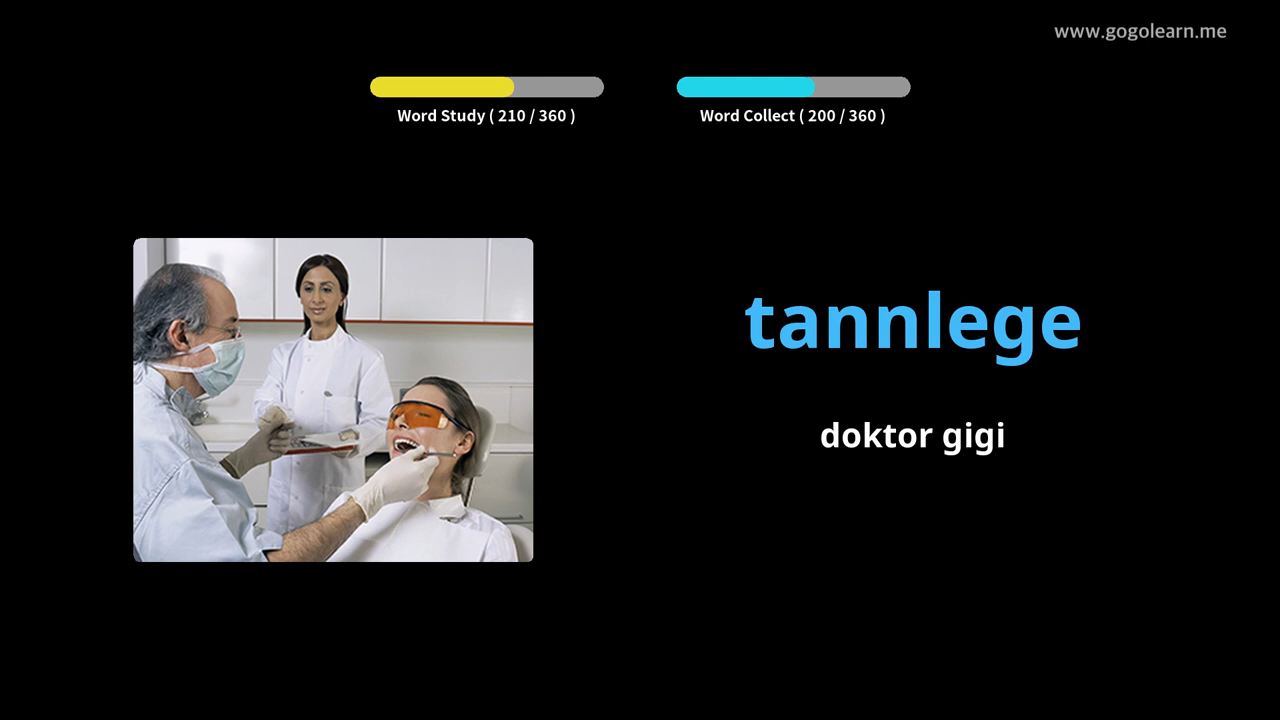 www.gogolearn.me
Word Study ( 210 / 360 )
Word Collect ( 200 / 360 )
tannlege
doktor gigi